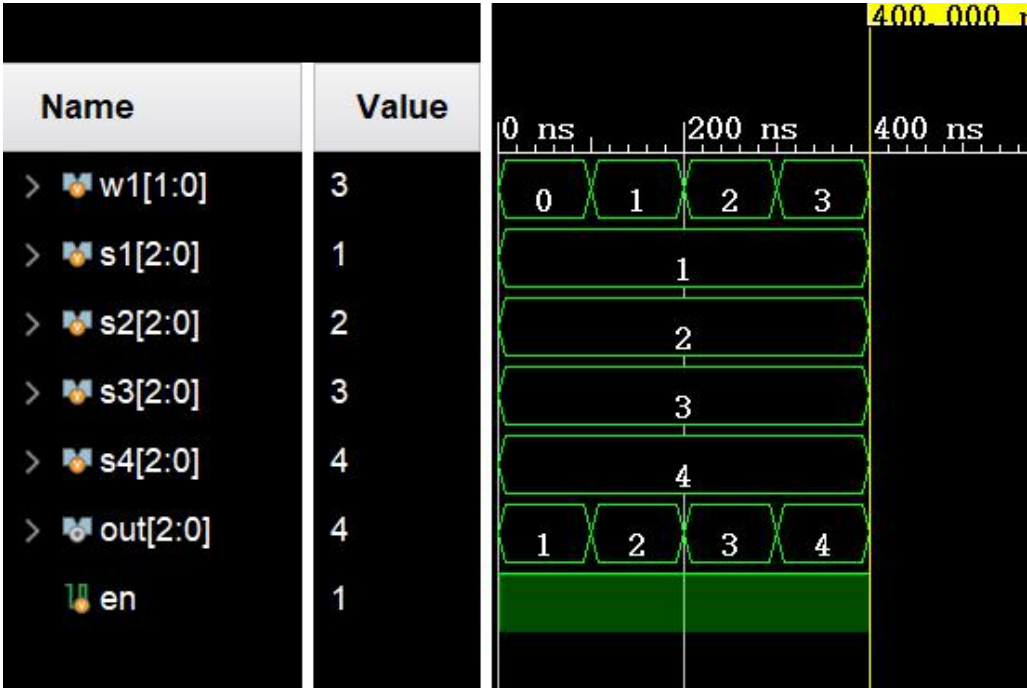 400.000
Name Value 0 ns 200 ns 400 ns
w1[1:0] 3 0 1 2 3
s1[2:0] 1 1
s2[2:0] 2 2
s3[2:0] 3 3
s4[2:0] 4 4
out[2:0] 4 1 2 3 4
en 1